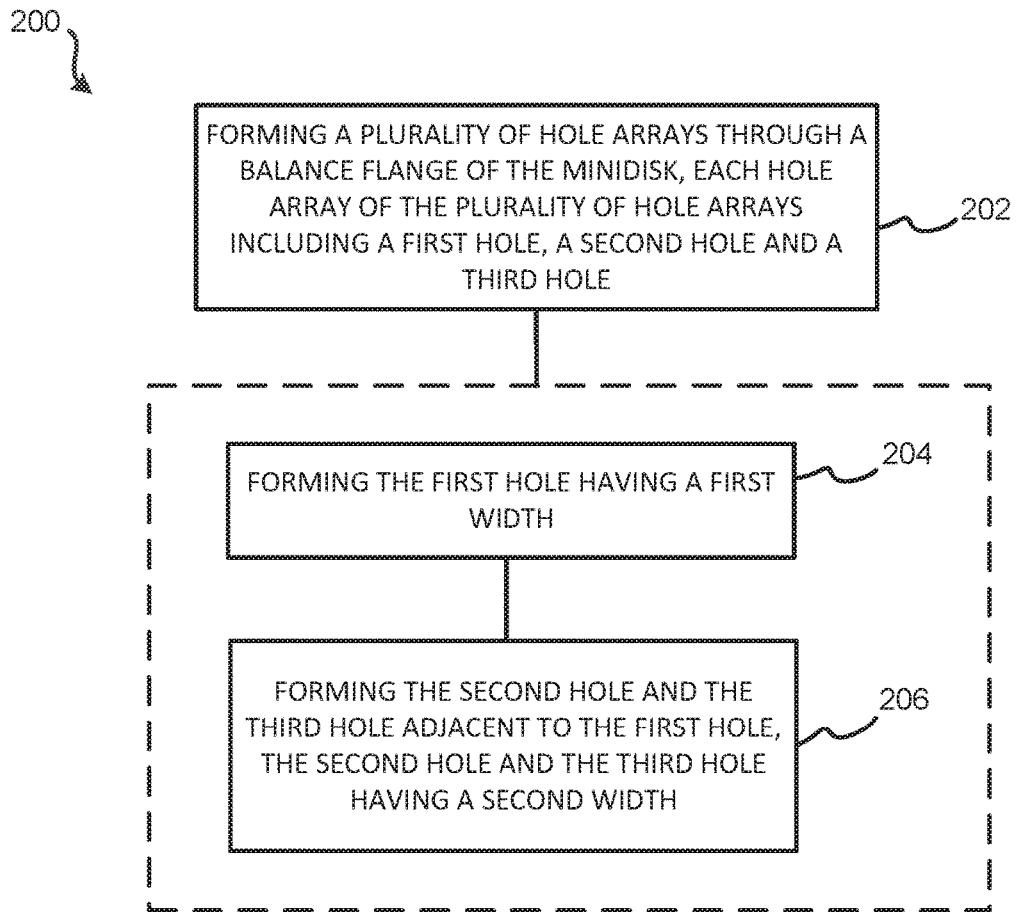 200
FORMING A PLURALITY OF HOLE ARRAYS THROUGH A
BALANCE FLANGE OF THE MINIDISK, EACH HOLE
ARRAY OF THE PLURALITY OF HOLE ARRAYS
INCLUDING A FIRST HOLE, A SECOND HOLE AND A
THIRD HOLE
202
FORMING THE FIRST HOLE HAVING A FIRST
WIDTH
204
FORMING THE SECOND HOLE AND THE
THIRD HOLE ADJACENT TO THE FIRST HOLE,
THE SECOND HOLE AND THE THIRD HOLE
HAVING A SECOND WIDTH
206